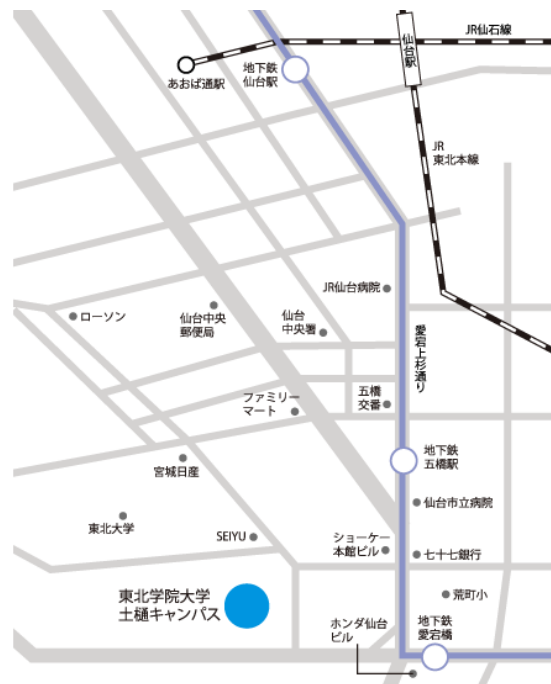 JR仙石線
仙台駅
あおば通駅
地下鉄
仙台駅
JR
東北本線
JR仙台病院
ローソン
仙台中央
郵便局
仙台
中央署
愛宕上杉通り
五橋
交番
ファミリー
マート
地下鉄
五橋駅
宮城日産
仙台市立病院
東北大学
SEIYU
ショーケー
本館ビル
七十七銀行
東北学院大学
土樋キャンパス
荒町小
ホンダ仙台
ビル
地下鉄
愛宕橋